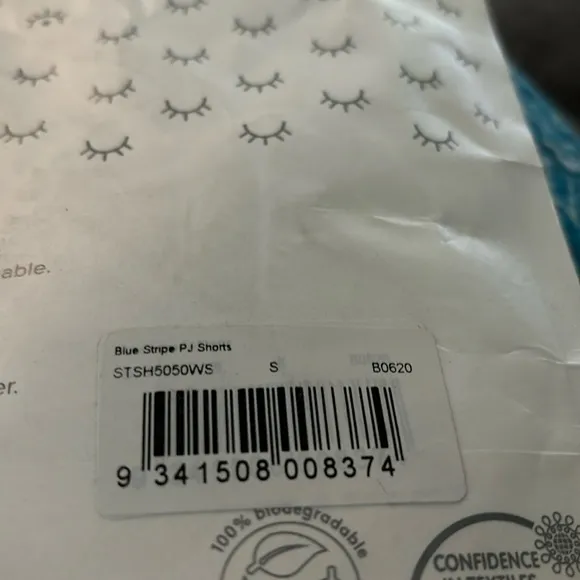 able.
er.
Blue Stripe PJ Shorts
STSH5050WS S B0620
9 341508 008374
100% biodegradable
CONFIDENCE